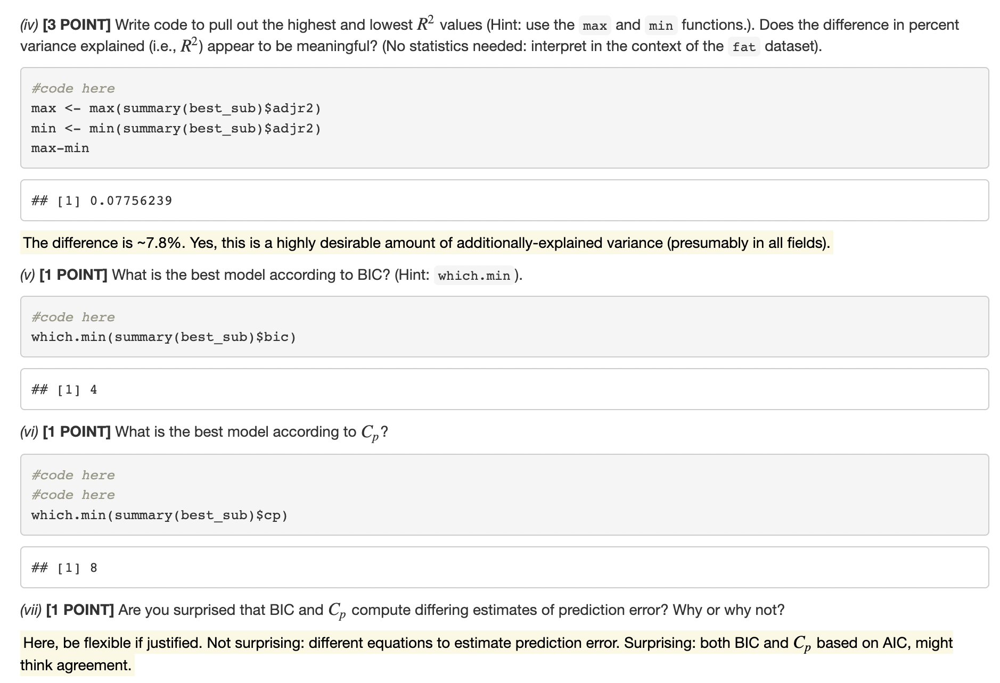 (iv) [3 POINT] Write code to pull out the highest and lowest R² values (Hint: use the max and min functions.). Does the difference in percent
variance explained (i.e., R²) appear to be meaningful? (No statistics needed: interpret in the context of the fat dataset).
#code here
max <- max(summary(best_sub)$adjr2)
min <- min(summary(best_sub)$adjr2)
max-min
## [1] 0.07756239
The difference is ~7.8%. Yes, this is a highly desirable amount of additionally-explained variance (presumably in all fields).
(v) [1 POINT] What is the best model according to BIC? (Hint: which.min).
#code here
which.min(summary(best_sub)$bic)
## [1] 4
(vi) [1 POINT] What is the best model according to Cₚ?
#code here
#code here
which.min(summary(best_sub)$cp)
## [1] 8
(vii) [1 POINT] Are you surprised that BIC and Cₚ compute differing estimates of prediction error? Why or why not?
Here, be flexible if justified. Not surprising: different equations to estimate prediction error. Surprising: both BIC and Cₚ based on AIC, might
think agreement.